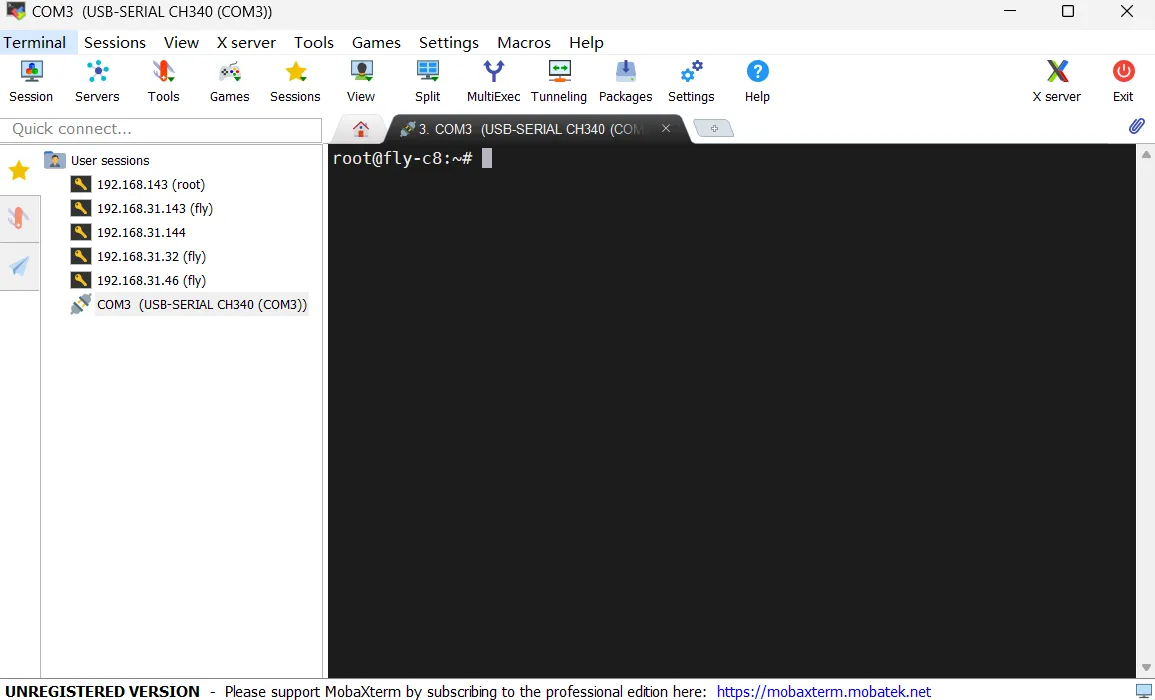 COM3 (USB-SERIAL CH340 (COM3))
Terminal Sessions View X server Tools Games Settings Macros Help
Session Servers Tools Games Sessions View Split MultiExec Tunneling Packages Settings Help X server Exit
Quick connect...
3. COM3 (USB-SERIAL CH340 (COM
User sessions
192.168.143 (root)
192.168.31.143 (fly)
192.168.31.144
192.168.31.32 (fly)
192.168.31.46 (fly)
COM3 (USB-SERIAL CH340 (COM3))
root@fly-c8:~#
UNREGISTERED VERSION - Please support MobaXterm by subscribing to the professional edition here: https://mobaxterm.mobatek.net